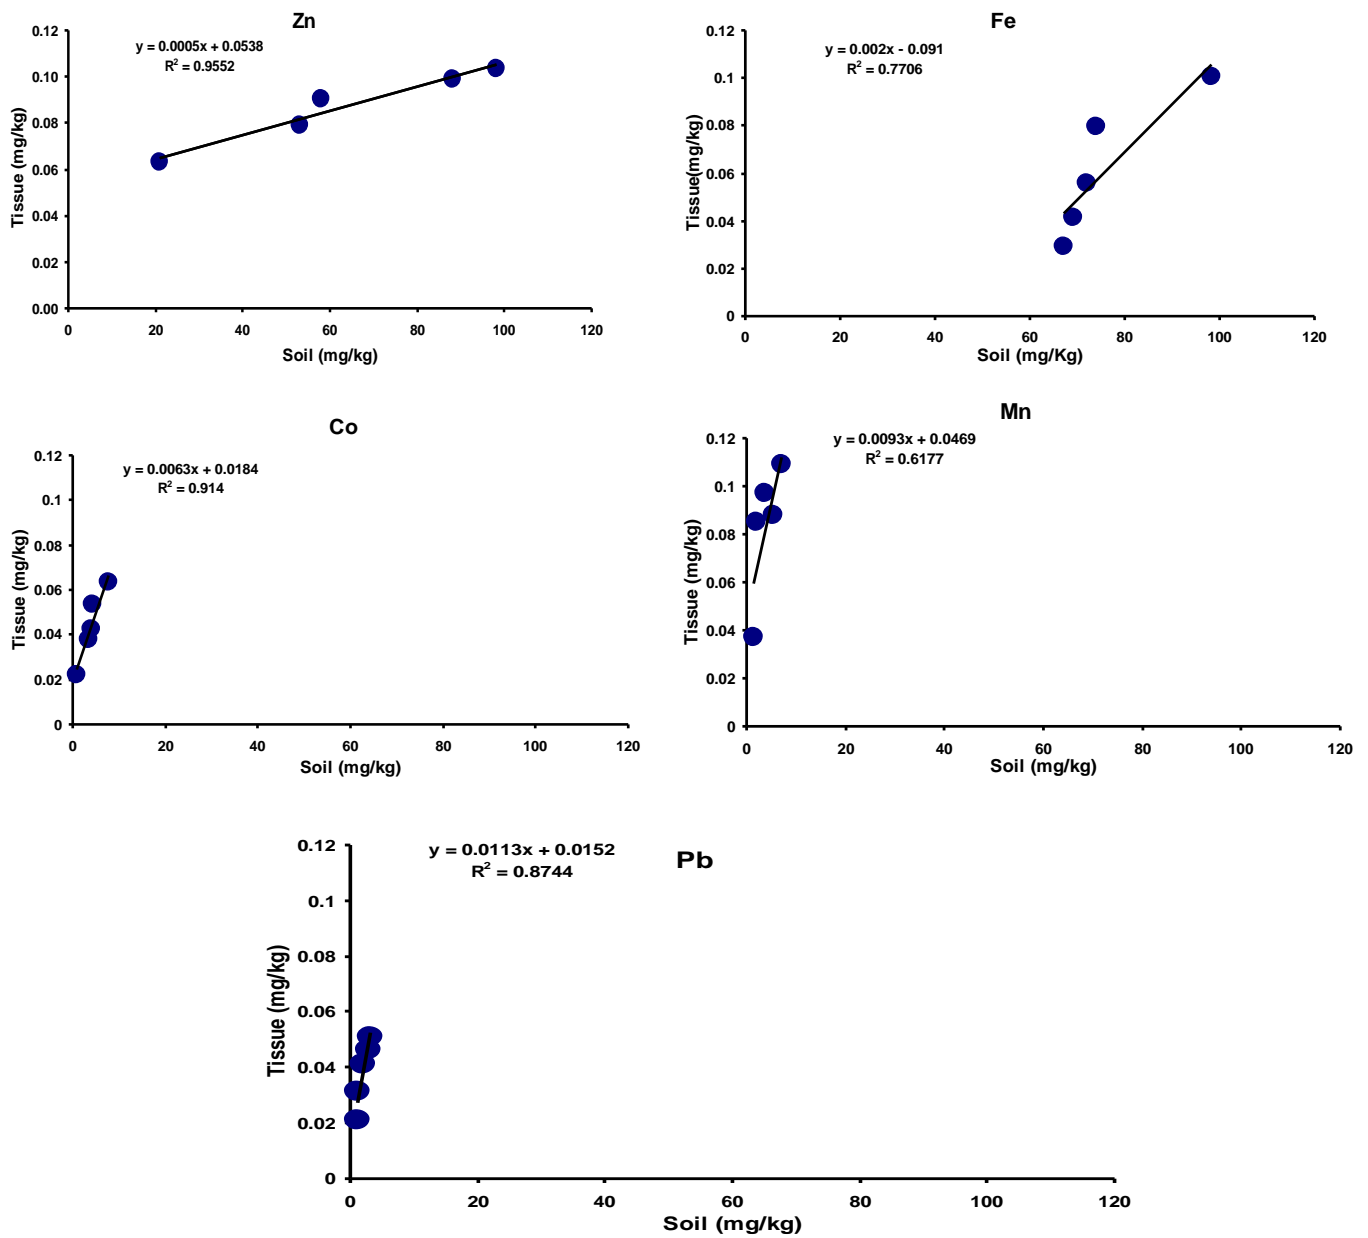 Zn
y = 0.0005x + 0.0538
R² = 0.9552
0.12
0.10
0.08
0.06
0.04
0.02
0.00
Tissue (mg/kg)
0 20 40 60 80 100 120
Soil (mg/kg)
Fe
y = 0.002x - 0.091
R² = 0.7706
0.12
0.1
0.08
0.06
0.04
0.02
0
Tissue(mg/kg)
0 20 40 60 80 100 120
Soil (mg/Kg)
Co
y = 0.0063x + 0.0184
R² = 0.914
0.12
0.1
0.08
0.06
0.04
0.02
0
Tissue (mg/kg)
0 20 40 60 80 100 120
Soil (mg/kg)
Mn
y = 0.0093x + 0.0469
R² = 0.6177
0.12
0.1
0.08
0.06
0.04
0.02
0
Tissue (mg/kg)
0 20 40 60 80 100 120
Soil (mg/kg)
Pb
y = 0.0113x + 0.0152
R² = 0.8744
0.12
0.1
0.08
0.06
0.04
0.02
0
Tissue (mg/kg)
0 20 40 60 80 100 120
Soil (mg/kg)